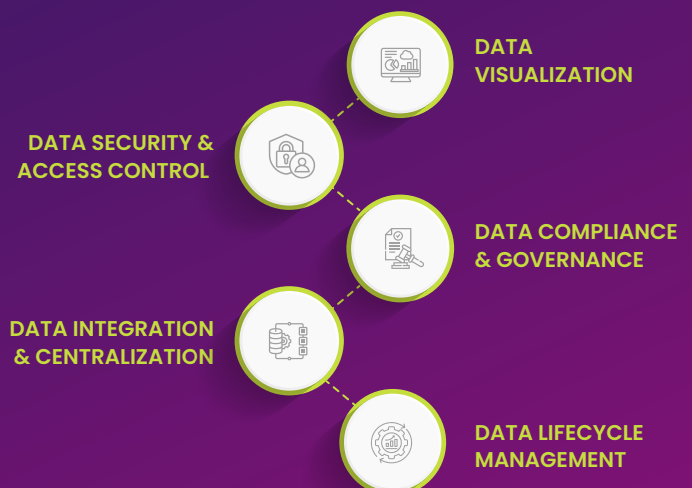 DATA
VISUALIZATION
DATA SECURITY &
ACCESS CONTROL
DATA COMPLIANCE
& GOVERNANCE
DATA INTEGRATION
& CENTRALIZATION
DATA LIFECYCLE
MANAGEMENT